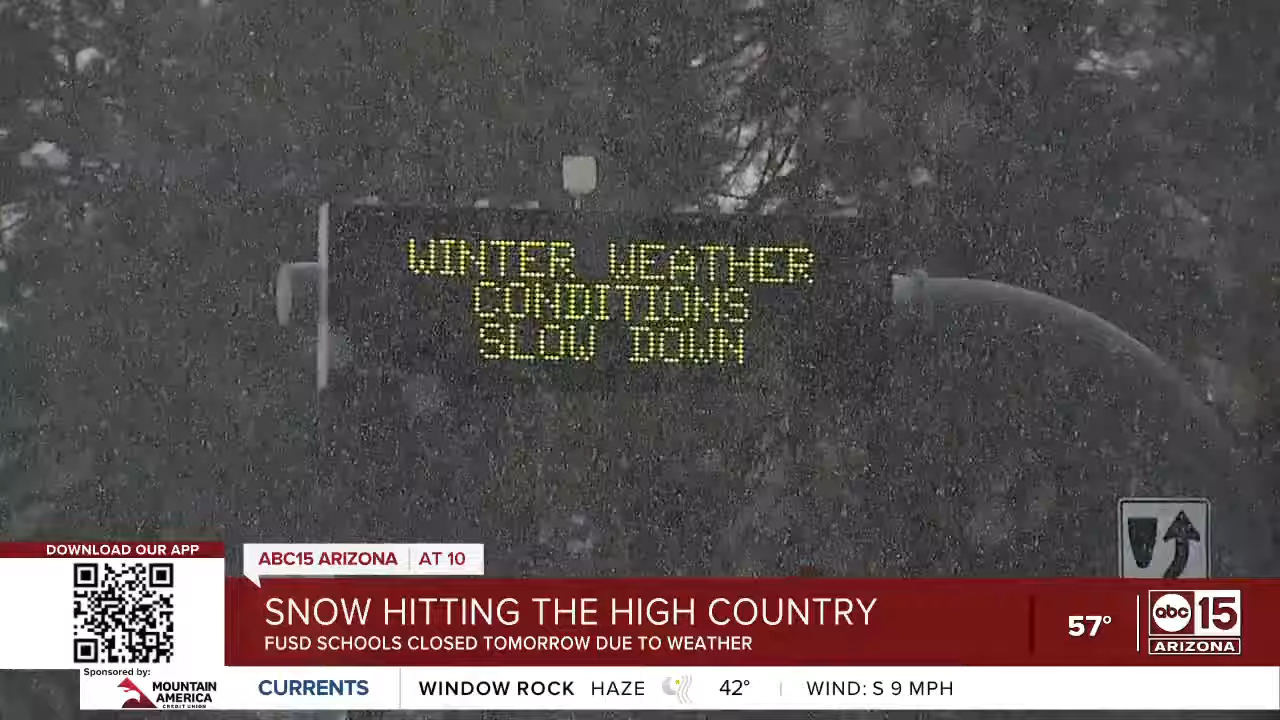 WINTER WEATHER
CONDITIONS
SLOW DOWN
DOWNLOAD OUR APP
ABC15 ARIZONA AT 10
SNOW HITTING THE HIGH COUNTRY
FUSD SCHOOLS CLOSED TOMORROW DUE TO WEATHER
57°
abc 15
ARIZONA
Sponsored by:
MOUNTAIN
AMERICA
CREDIT UNION
CURRENTS
WINDOW ROCK HAZE 42° WIND: S 9 MPH